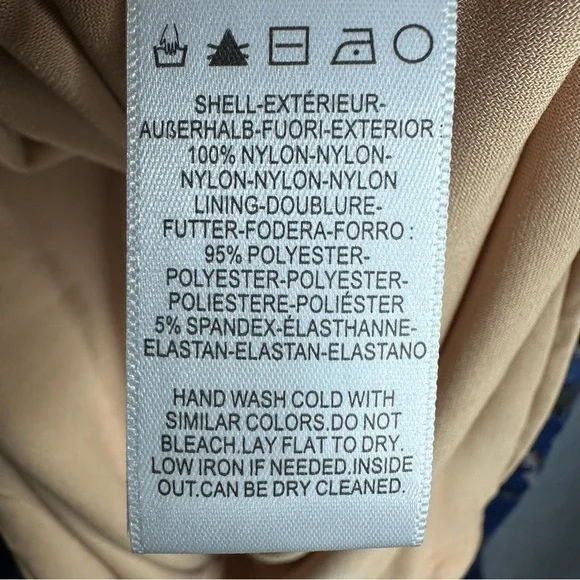 SHELL-EXTÉRIEUR-
AUßERHALB-FUORI-EXTERIOR :
100% NYLON-NYLON-
NYLON-NYLON-NYLON
LINING-DOUBLURE-
FUTTER-FODERA-FORRO :
95% POLYESTER-
POLYESTER-POLYESTER-
POLIESTERE-POLIÉSTER
5% SPANDEX-ÉLASTHANNE-
ELASTAN-ELASTAN-ELASTANO
HAND WASH COLD WITH
SIMILAR COLORS.DO NOT
BLEACH.LAY FLAT TO DRY.
LOW IRON IF NEEDED.INSIDE
OUT.CAN BE DRY CLEANED.